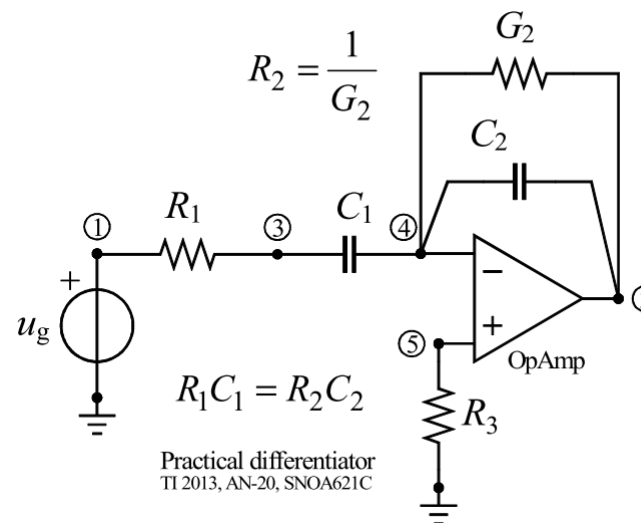 G₂
R₂ = 1/G₂
C₂
R₁
C₁
① ③ ④
+
−
u_g
+
⑤
OpAmp
R₁C₁ = R₂C₂
R₃
Practical differentiator
TI 2013, AN-20, SNOA621C